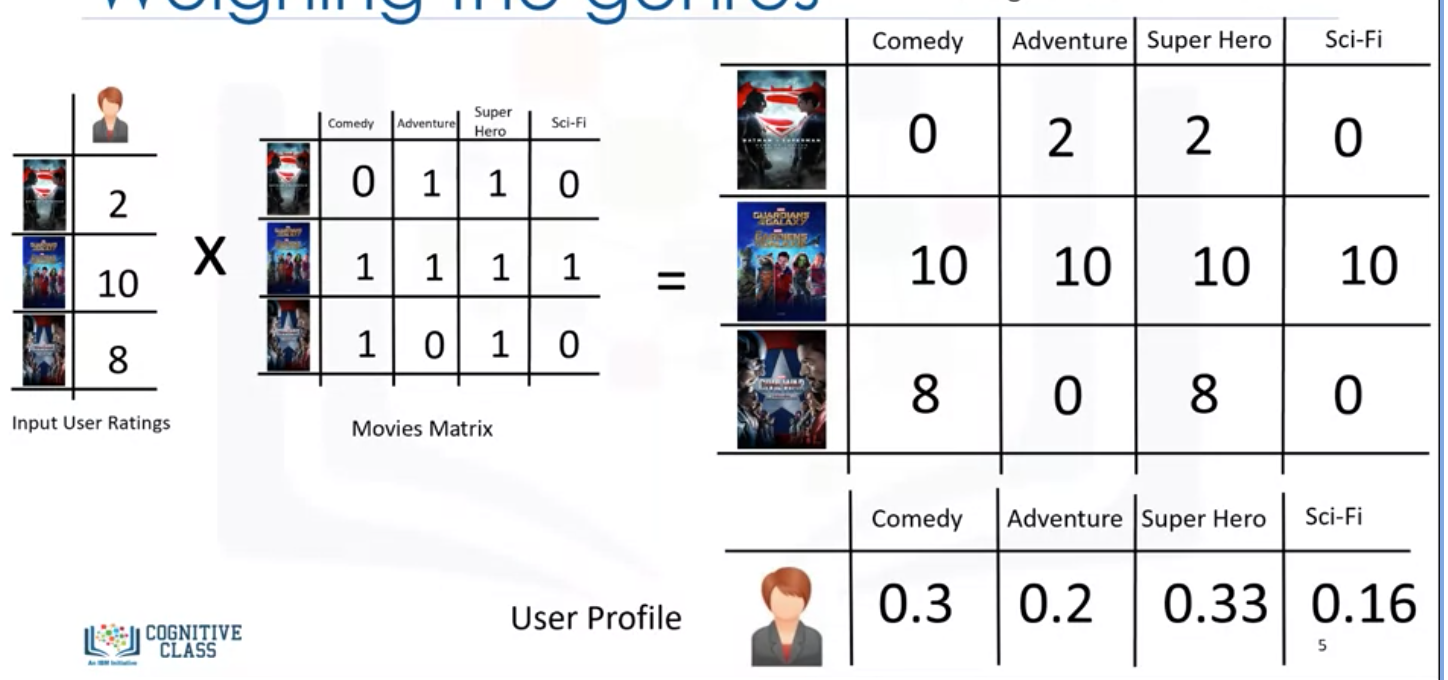 Weighing the genres
2
10
8
Input User Ratings
X
Comedy Adventure Super Hero Sci-Fi
0 1 1 0
1 1 1 1
1 0 1 0
Movies Matrix
=
Comedy Adventure Super Hero Sci-Fi
0 2 2 0
10 10 10 10
8 0 8 0
Comedy Adventure Super Hero Sci-Fi
User Profile 0.3 0.2 0.33 0.16
5
COGNITIVE
CLASS
An IBM Initiative